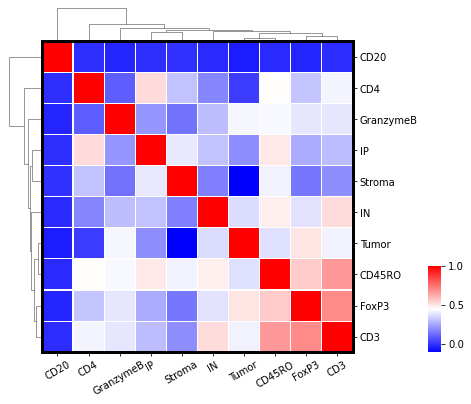 CD20
CD4
GranzymeB
IP
Stroma
IN
Tumor
CD45RO
FoxP3
CD3
1.0
0.5
0.0
CD20 CD4 GranzymeB IP Stroma IN Tumor CD45RO FoxP3 CD3